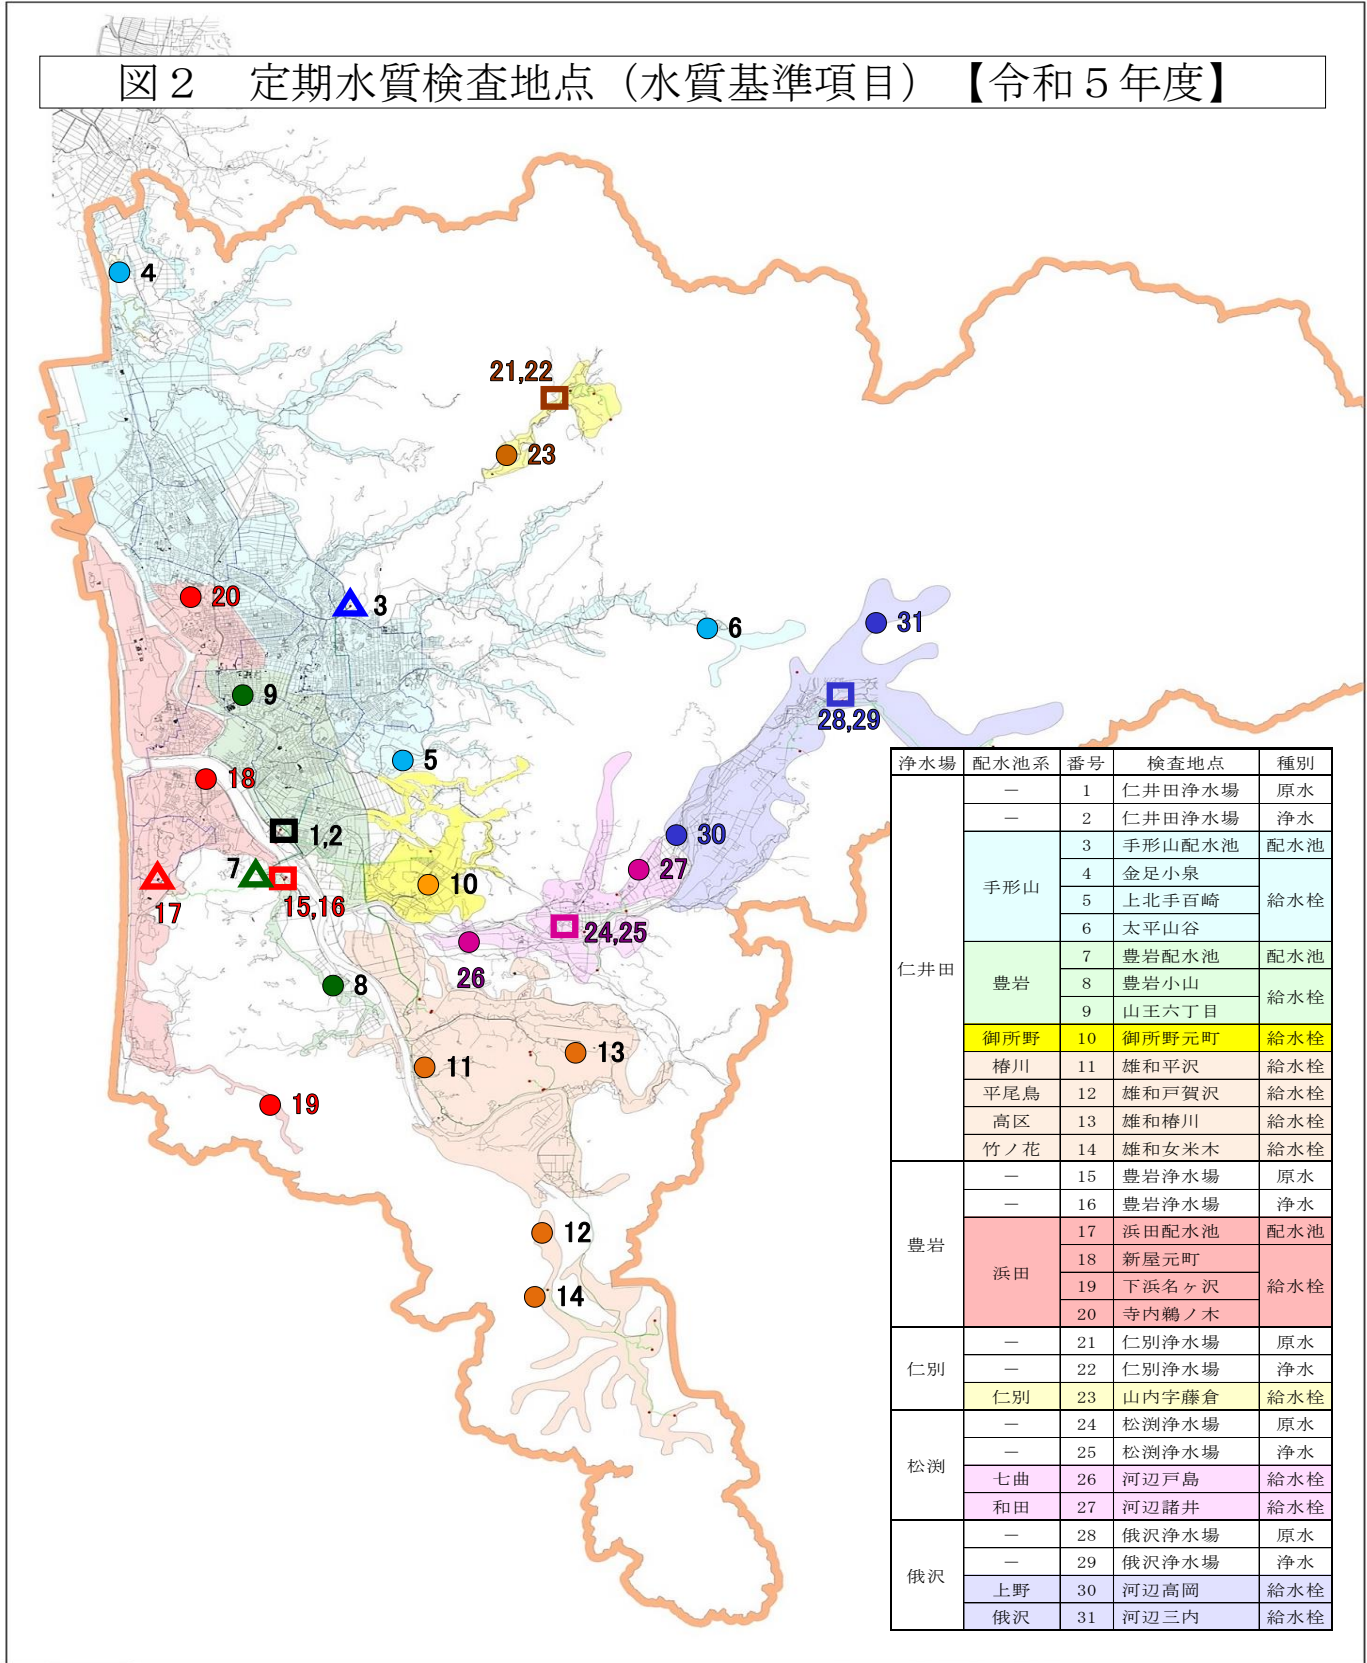 図２　定期水質検査地点（水質基準項目）【令和５年度】
4
21,22
23
20
3
6
31
9
28,29
5
18
1,2
30
27
7
10
17
15,16
24,25
26
8
13
11
19
12
14
浄水場 配水池系 番号 検査地点 種別
仁井田 － 1 仁井田浄水場 原水
－ 2 仁井田浄水場 浄水
手形山 3 手形山配水池 配水池
4 金足小泉 給水栓
5 上北手百崎
6 太平山谷
豊岩 7 豊岩配水池 配水池
8 豊岩小山 給水栓
9 山王六丁目
御所野 10 御所野元町 給水栓
椿川 11 雄和平沢 給水栓
平尾鳥 12 雄和戸賀沢 給水栓
高区 13 雄和椿川 給水栓
竹ノ花 14 雄和女米木 給水栓
豊岩 － 15 豊岩浄水場 原水
－ 16 豊岩浄水場 浄水
浜田 17 浜田配水池 配水池
18 新屋元町 給水栓
19 下浜名ヶ沢
20 寺内鵜ノ木
仁別 － 21 仁別浄水場 原水
－ 22 仁別浄水場 浄水
仁別 23 山内字藤倉 給水栓
松渕 － 24 松渕浄水場 原水
－ 25 松渕浄水場 浄水
七曲 26 河辺戸島 給水栓
和田 27 河辺諸井 給水栓
俄沢 － 28 俄沢浄水場 原水
－ 29 俄沢浄水場 浄水
上野 30 河辺高岡 給水栓
俄沢 31 河辺三内 給水栓